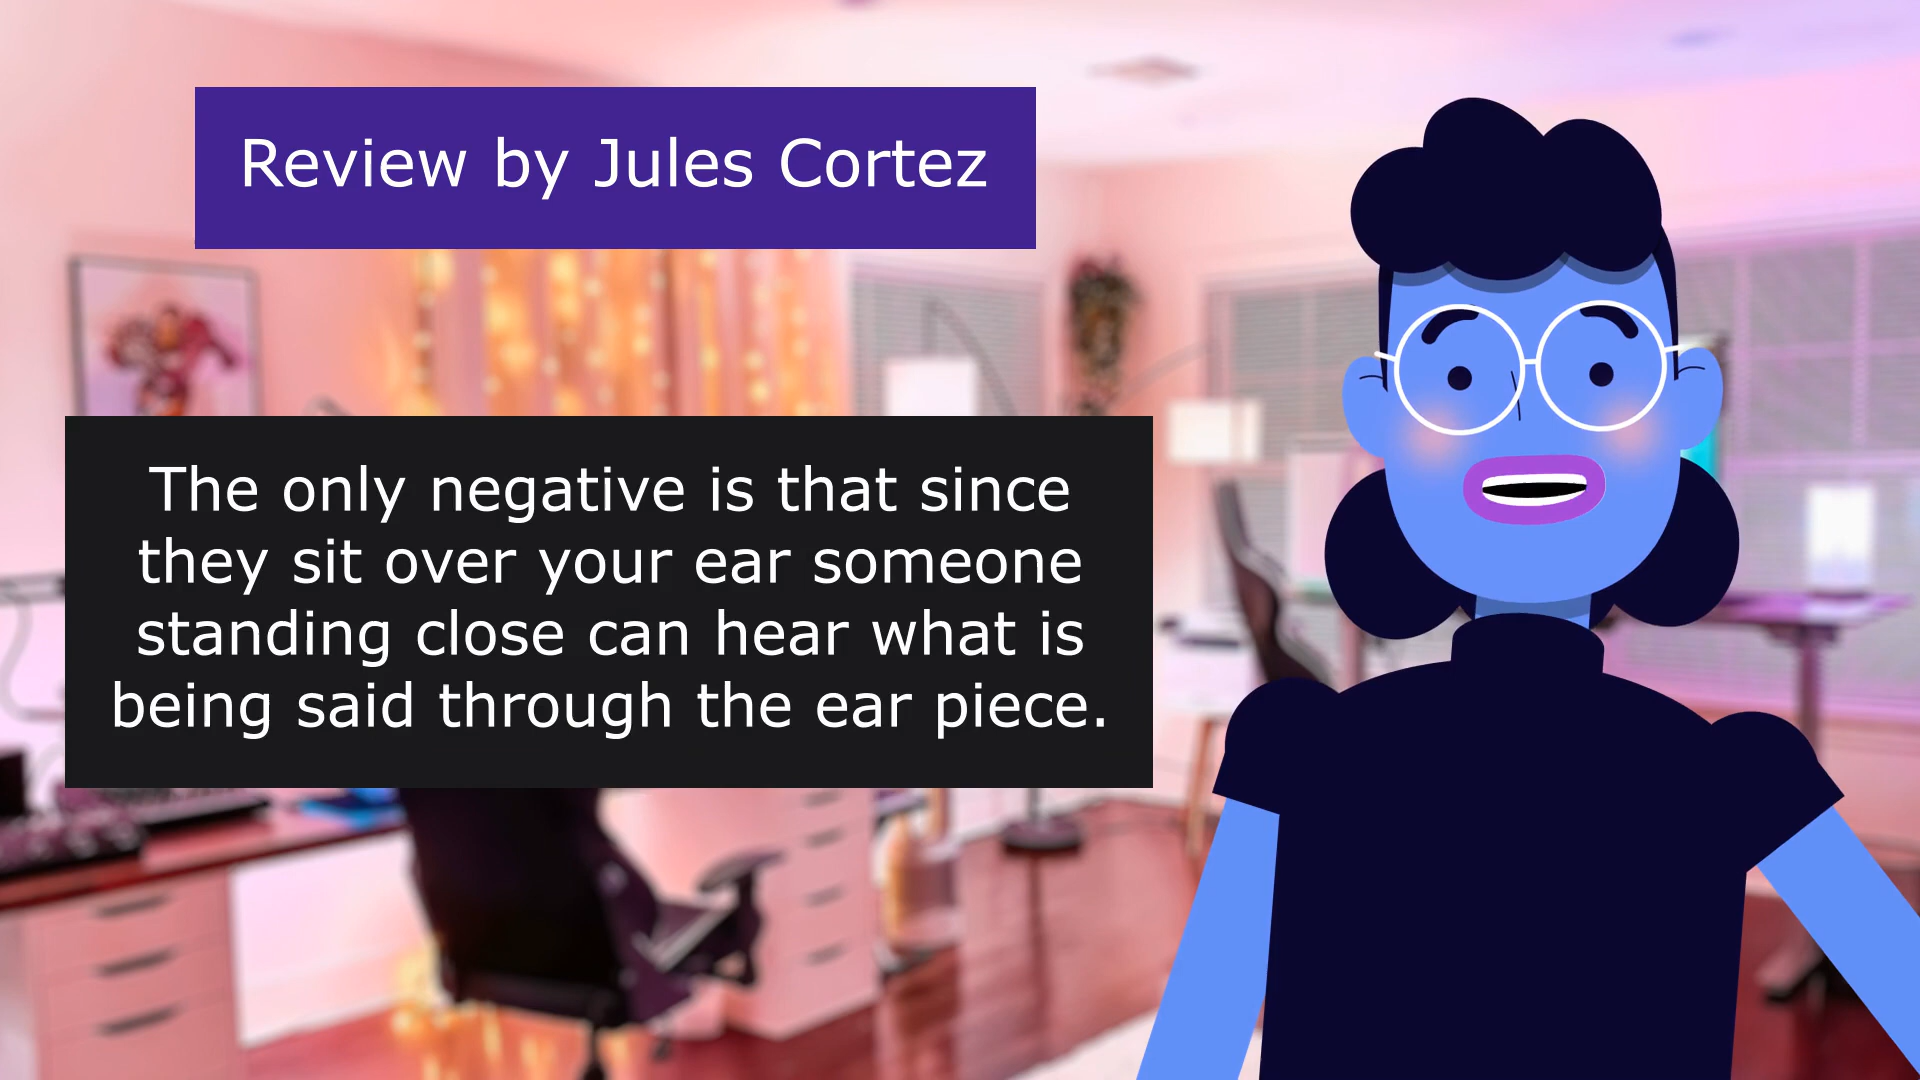 Review by Jules Cortez
The only negative is that since
they sit over your ear someone
standing close can hear what is
being said through the ear piece.